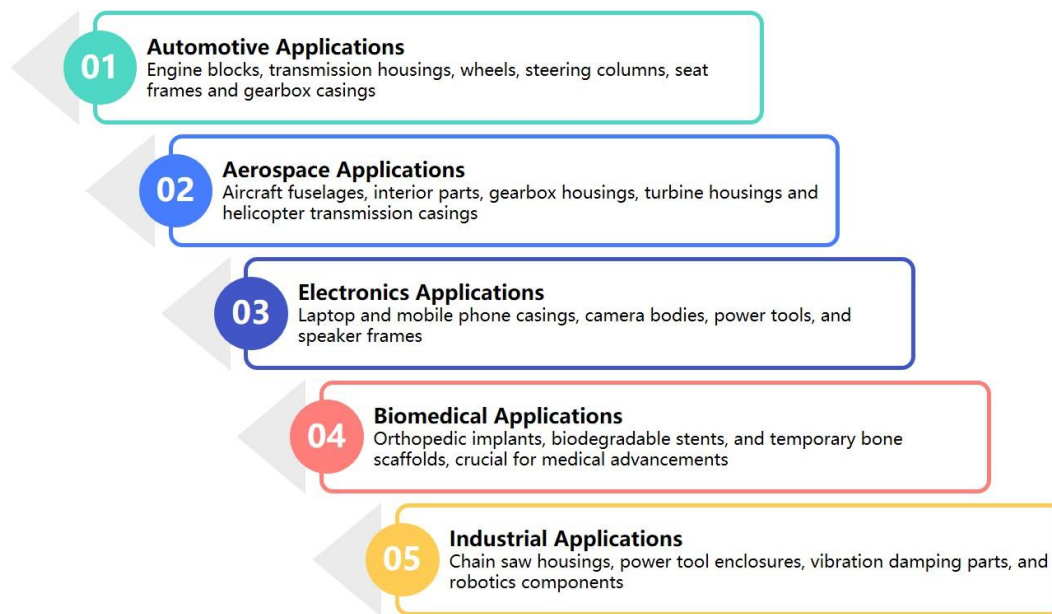 01
Automotive Applications
Engine blocks, transmission housings, wheels, steering columns, seat
frames and gearbox casings
02
Aerospace Applications
Aircraft fuselages, interior parts, gearbox housings, turbine housings and
helicopter transmission casings
03
Electronics Applications
Laptop and mobile phone casings, camera bodies, power tools, and
speaker frames
04
Biomedical Applications
Orthopedic implants, biodegradable stents, and temporary bone
scaffolds, crucial for medical advancements
05
Industrial Applications
Chain saw housings, power tool enclosures, vibration damping parts, and
robotics components